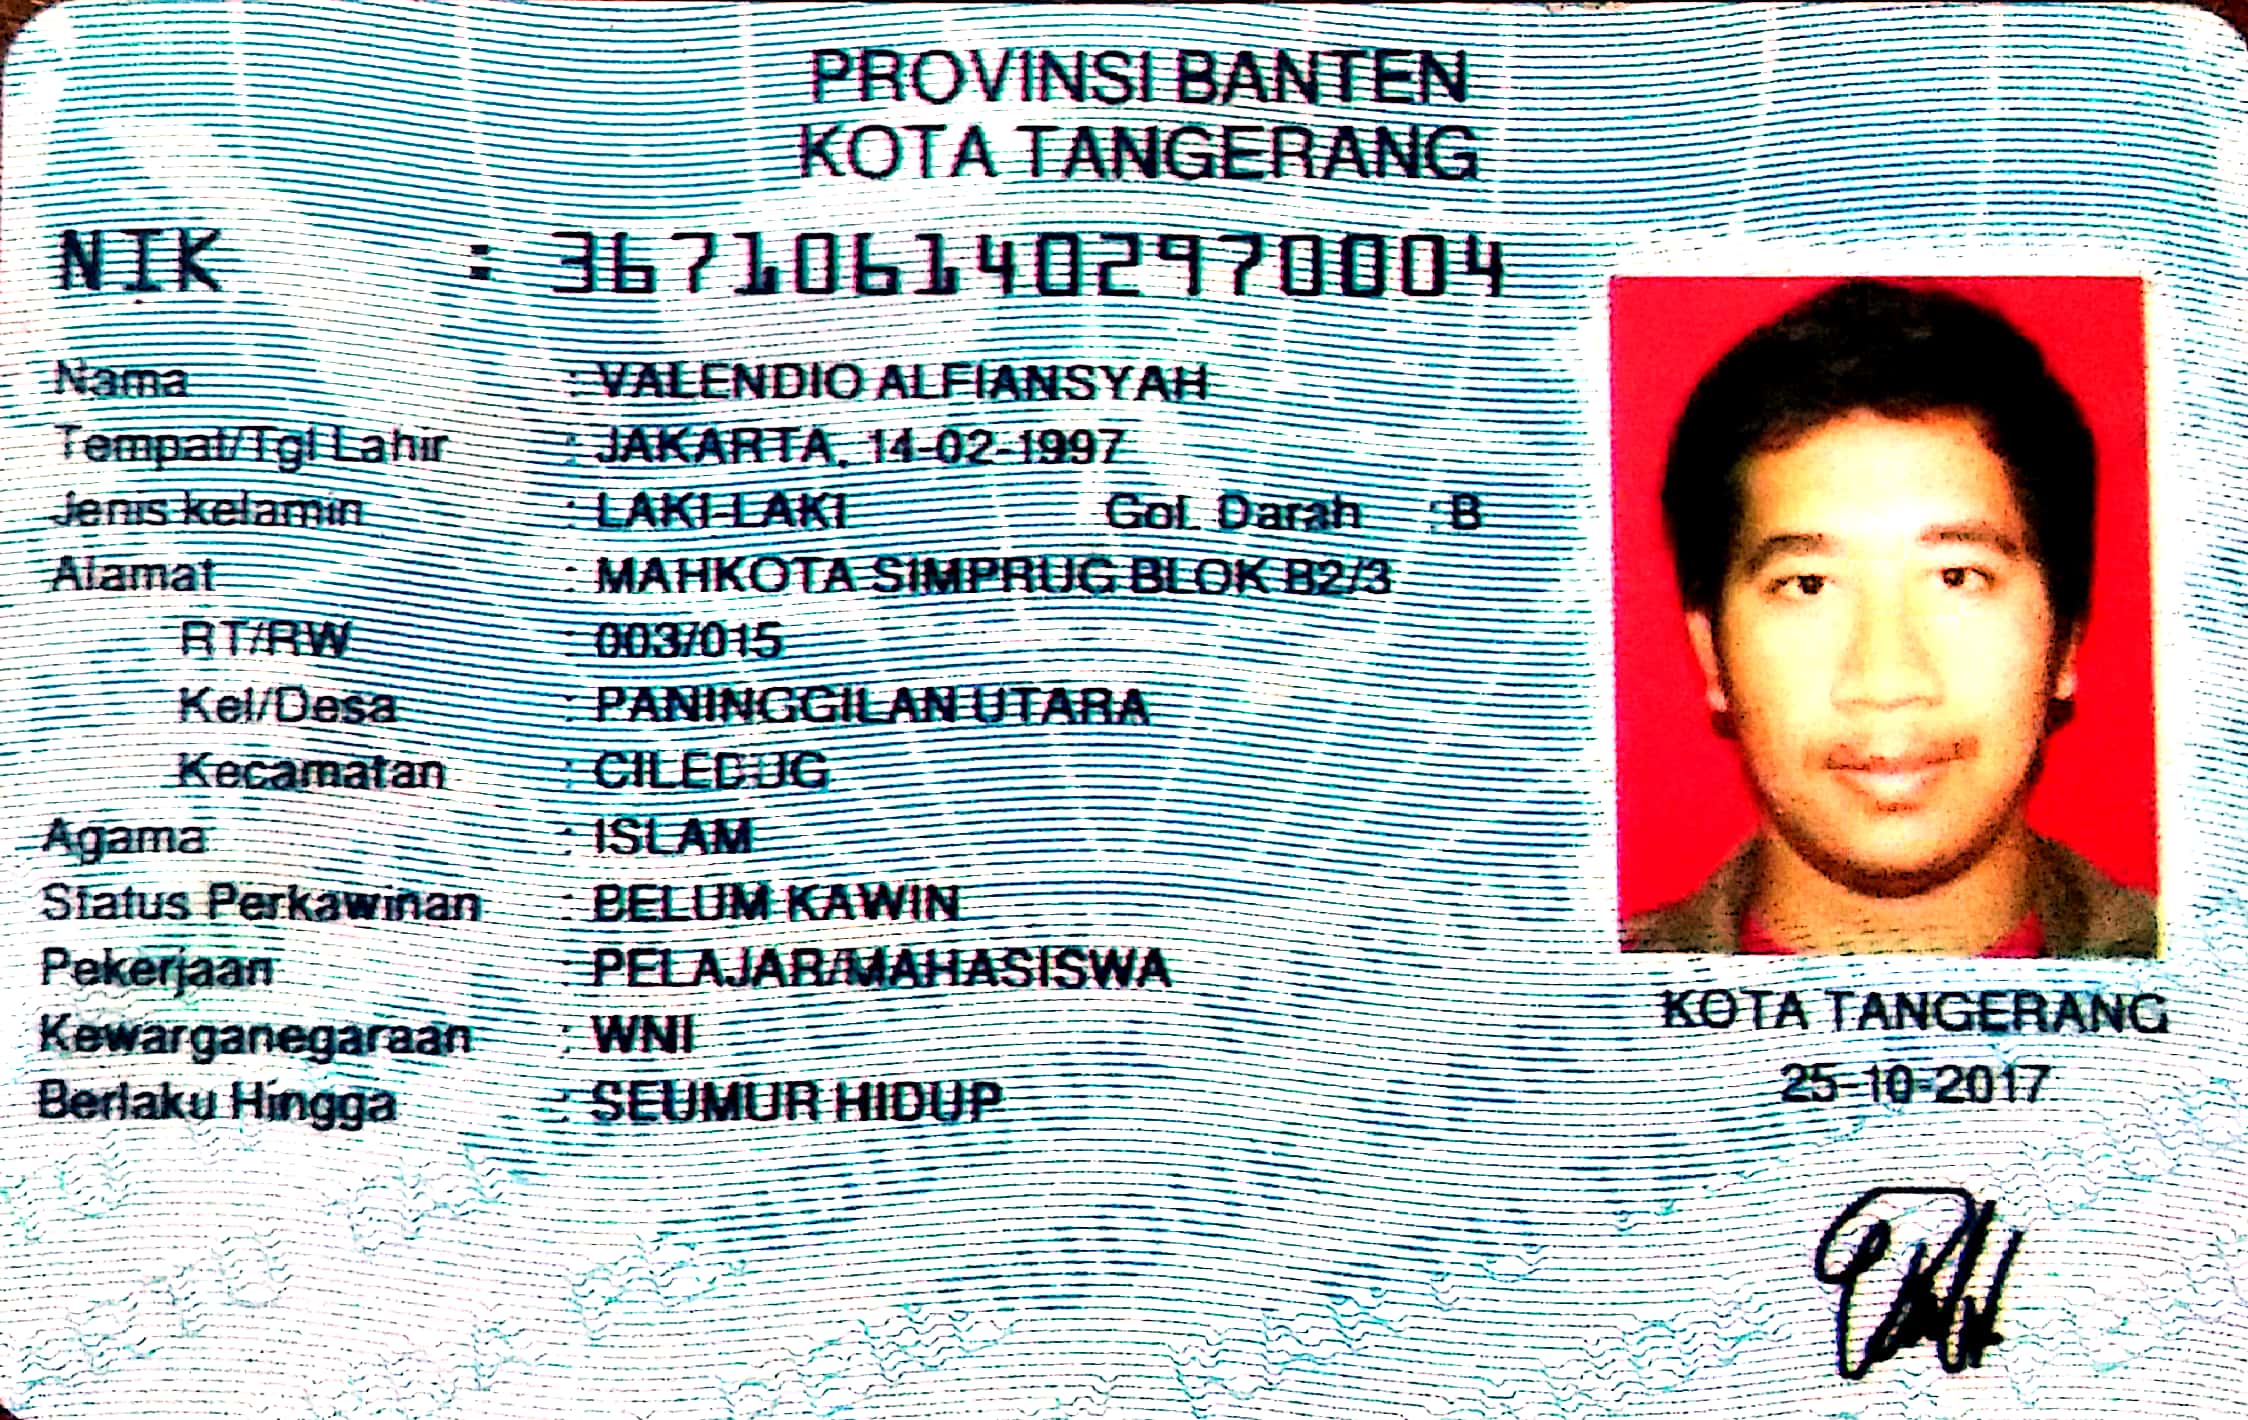 PROVINSI BANTEN
KOTA TANGERANG
NIK : 3671061402970004
Nama : VALENDIO ALFIANSYAH
Tempat/Tgl Lahir : JAKARTA, 14-02-1997
Jenis kelamin : LAKI-LAKI Gol. Darah : B
Alamat : MAHKOTA SIMPRUG BLOK B2/3
RT/RW : 003/015
Kel/Desa : PANINGGILAN UTARA
Kecamatan : CILEDUG
Agama : ISLAM
Status Perkawinan : BELUM KAWIN
Pekerjaan : PELAJAR/MAHASISWA
Kewarganegaraan : WNI
Berlaku Hingga : SEUMUR HIDUP
KOTA TANGERANG
25-10-2017